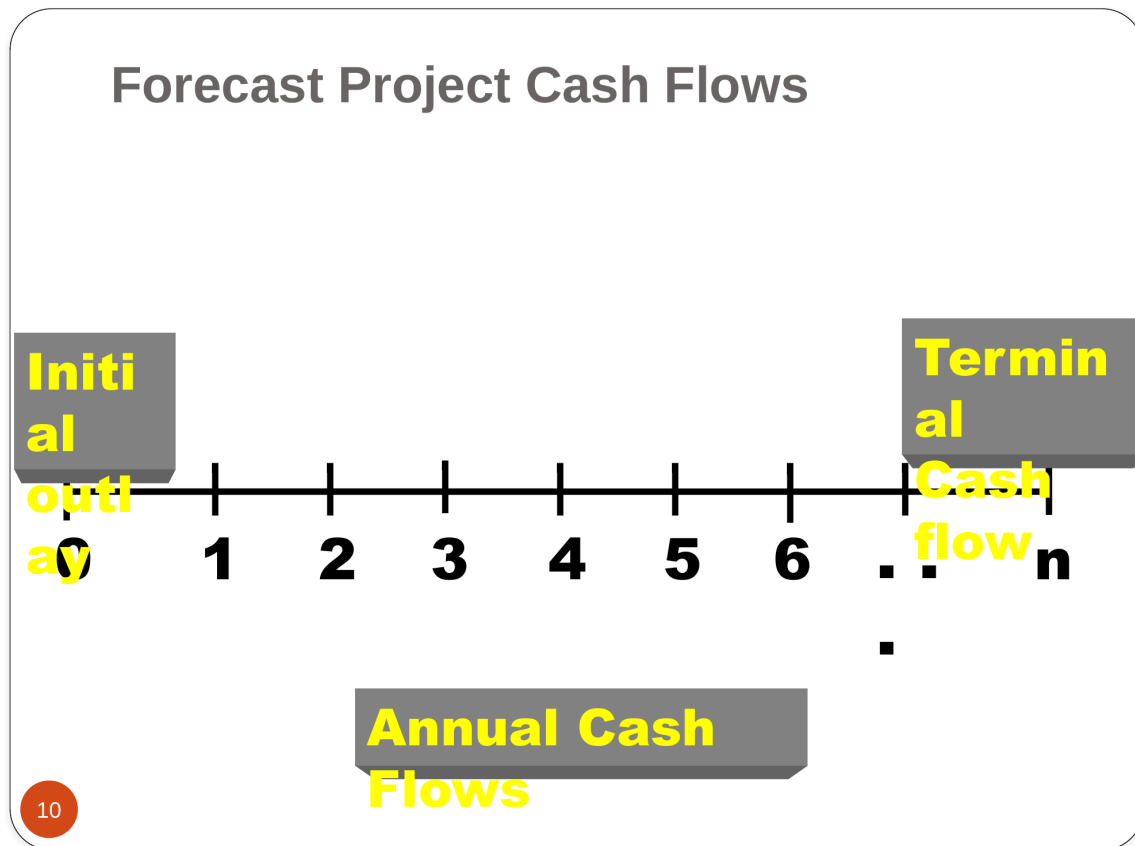 Forecast Project Cash Flows
Initi
al
outl
ay
Termin
al
Cash
flow
0 1 2 3 4 5 6 . . n
.
Annual Cash
Flows
10